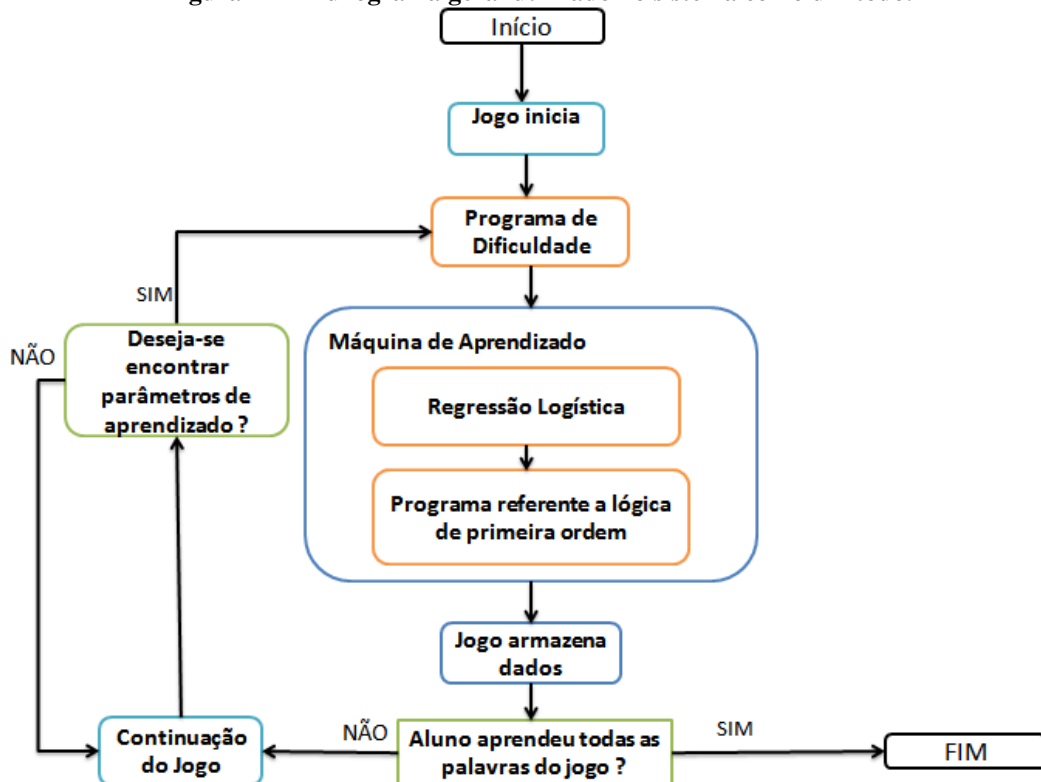 Início
Jogo inicia
Programa de
Dificuldade
SIM
NÃO
Deseja-se
encontrar
parâmetros de
aprendizado ?
Máquina de Aprendizado
Regressão Logística
Programa referente a lógica
de primeira ordem
Jogo armazena
dados
Continuação
do Jogo
NÃO
Aluno aprendeu todas as
palavras do jogo ?
SIM
FIM